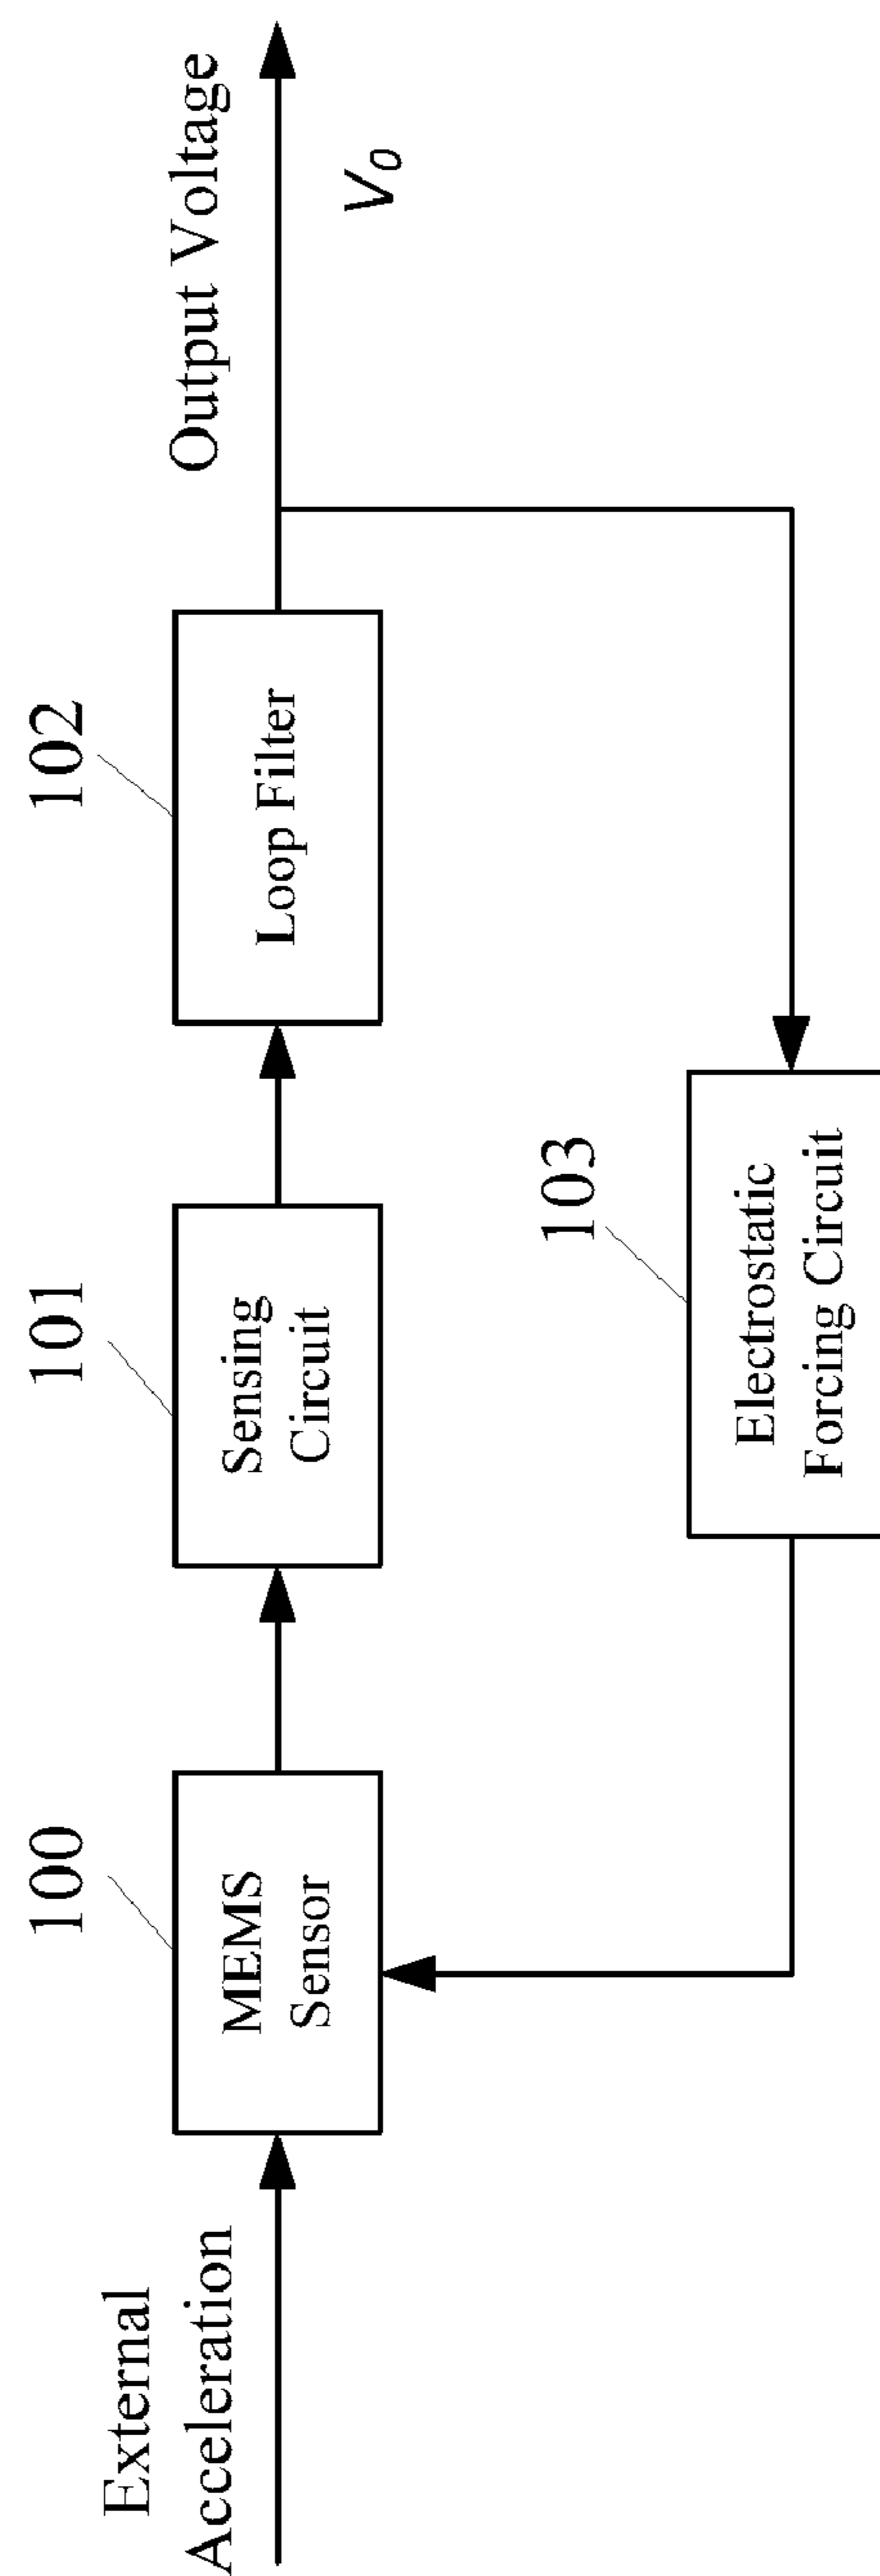 External
Acceleration
100
MEMS
Sensor
101
Sensing
Circuit
102
Loop Filter
Output Voltage
V0
103
Electrostatic
Forcing Circuit